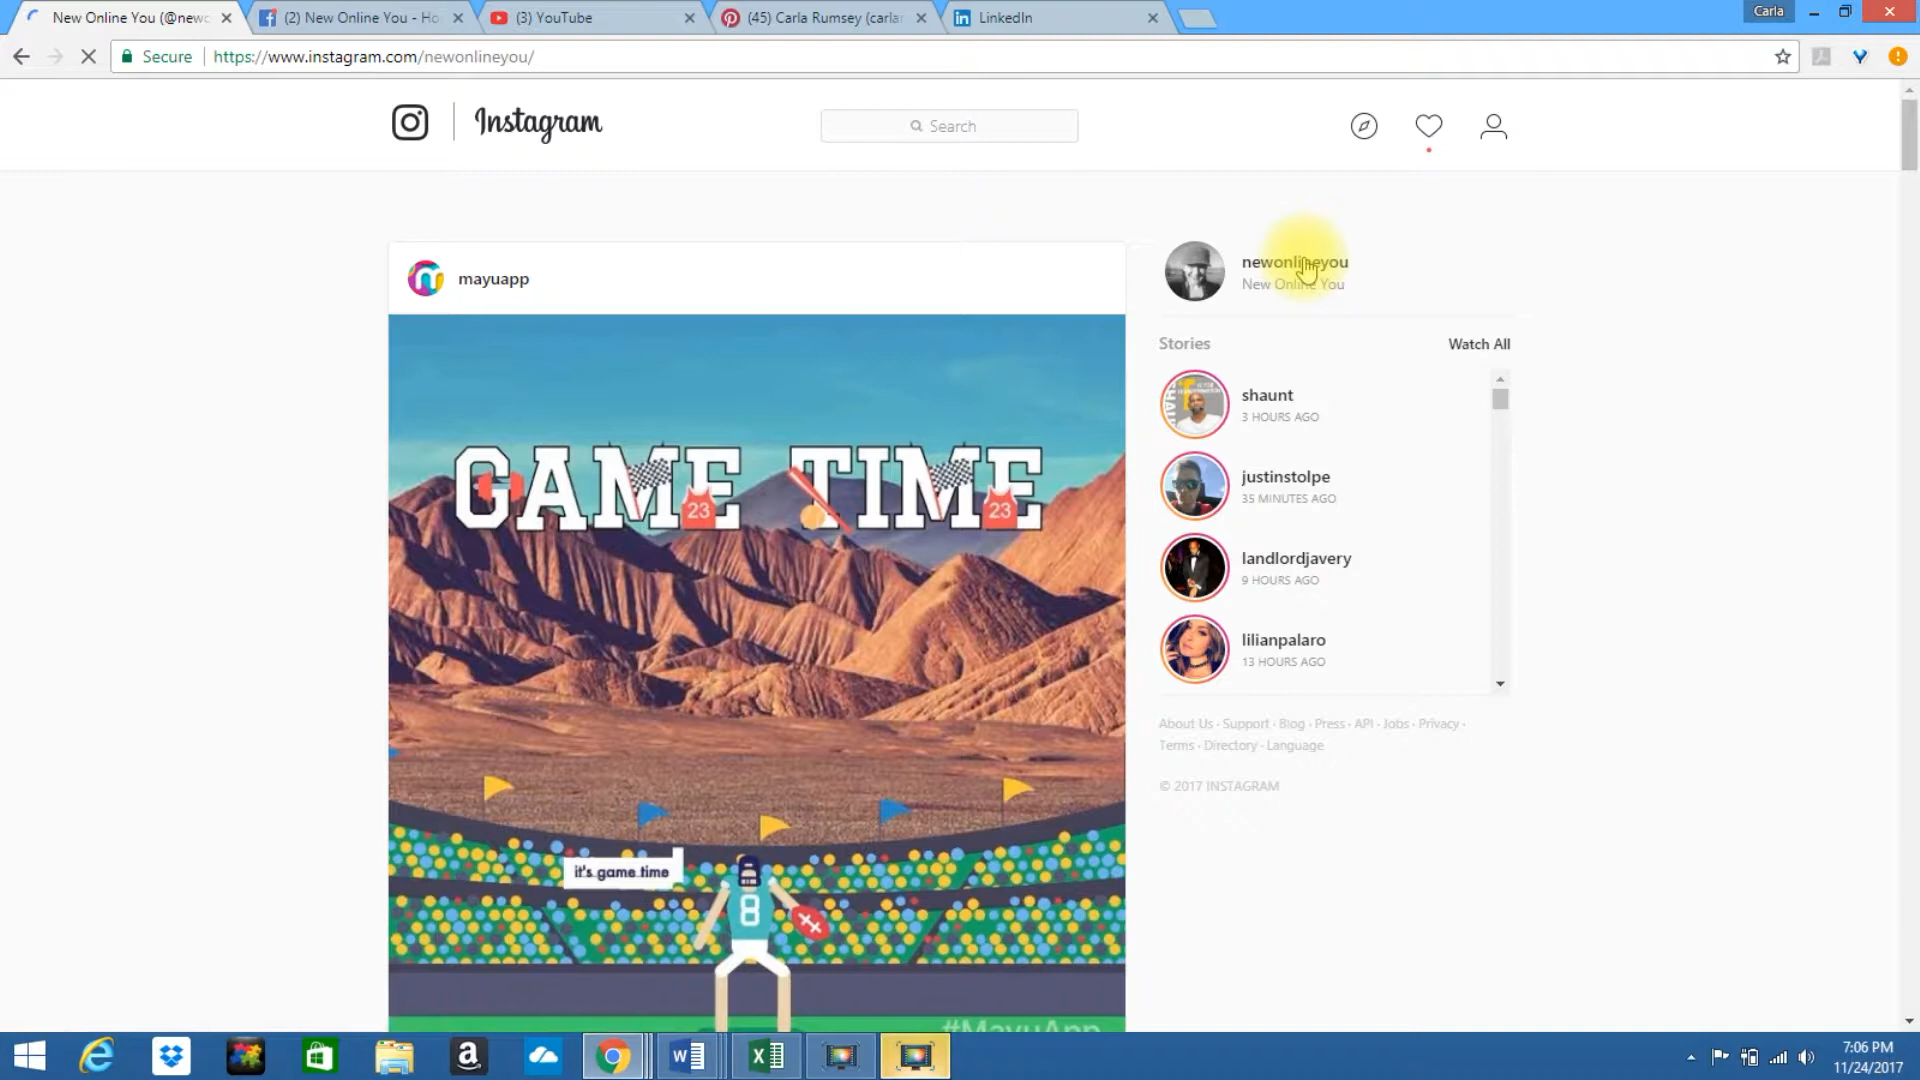 New Online You (@newc
(2) New Online You - Ho
(3) YouTube
(45) Carla Rumsey (carlar
LinkedIn
Carla
Secure
https://www.instagram.com/newonlineyou/
Instagram
Search
mayuapp
newonlineyou
New Online You
GAME TIME
23
23
Stories
Watch All
shaunt
3 HOURS AGO
justinstolpe
35 MINUTES AGO
landlordjavery
9 HOURS AGO
lilianpalaro
13 HOURS AGO
About Us · Support · Blog · Press · API · Jobs · Privacy ·
Terms · Directory · Language
© 2017 INSTAGRAM
it's game time
8
#MayuApp
7:06 PM
11/24/2017